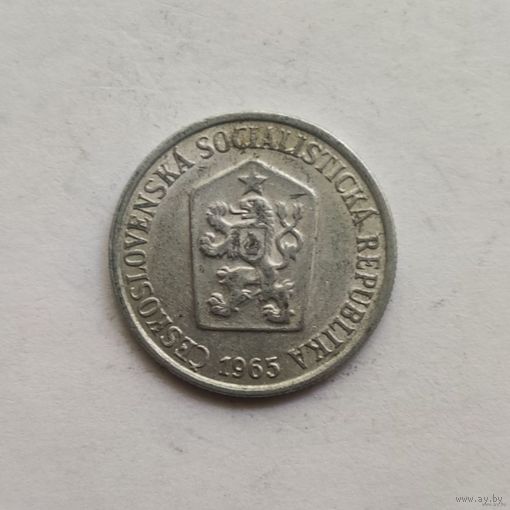 ČESKOSLOVENSKÁ SOCIALISTICKÁ REPUBLIKA
1965
www.ay.by